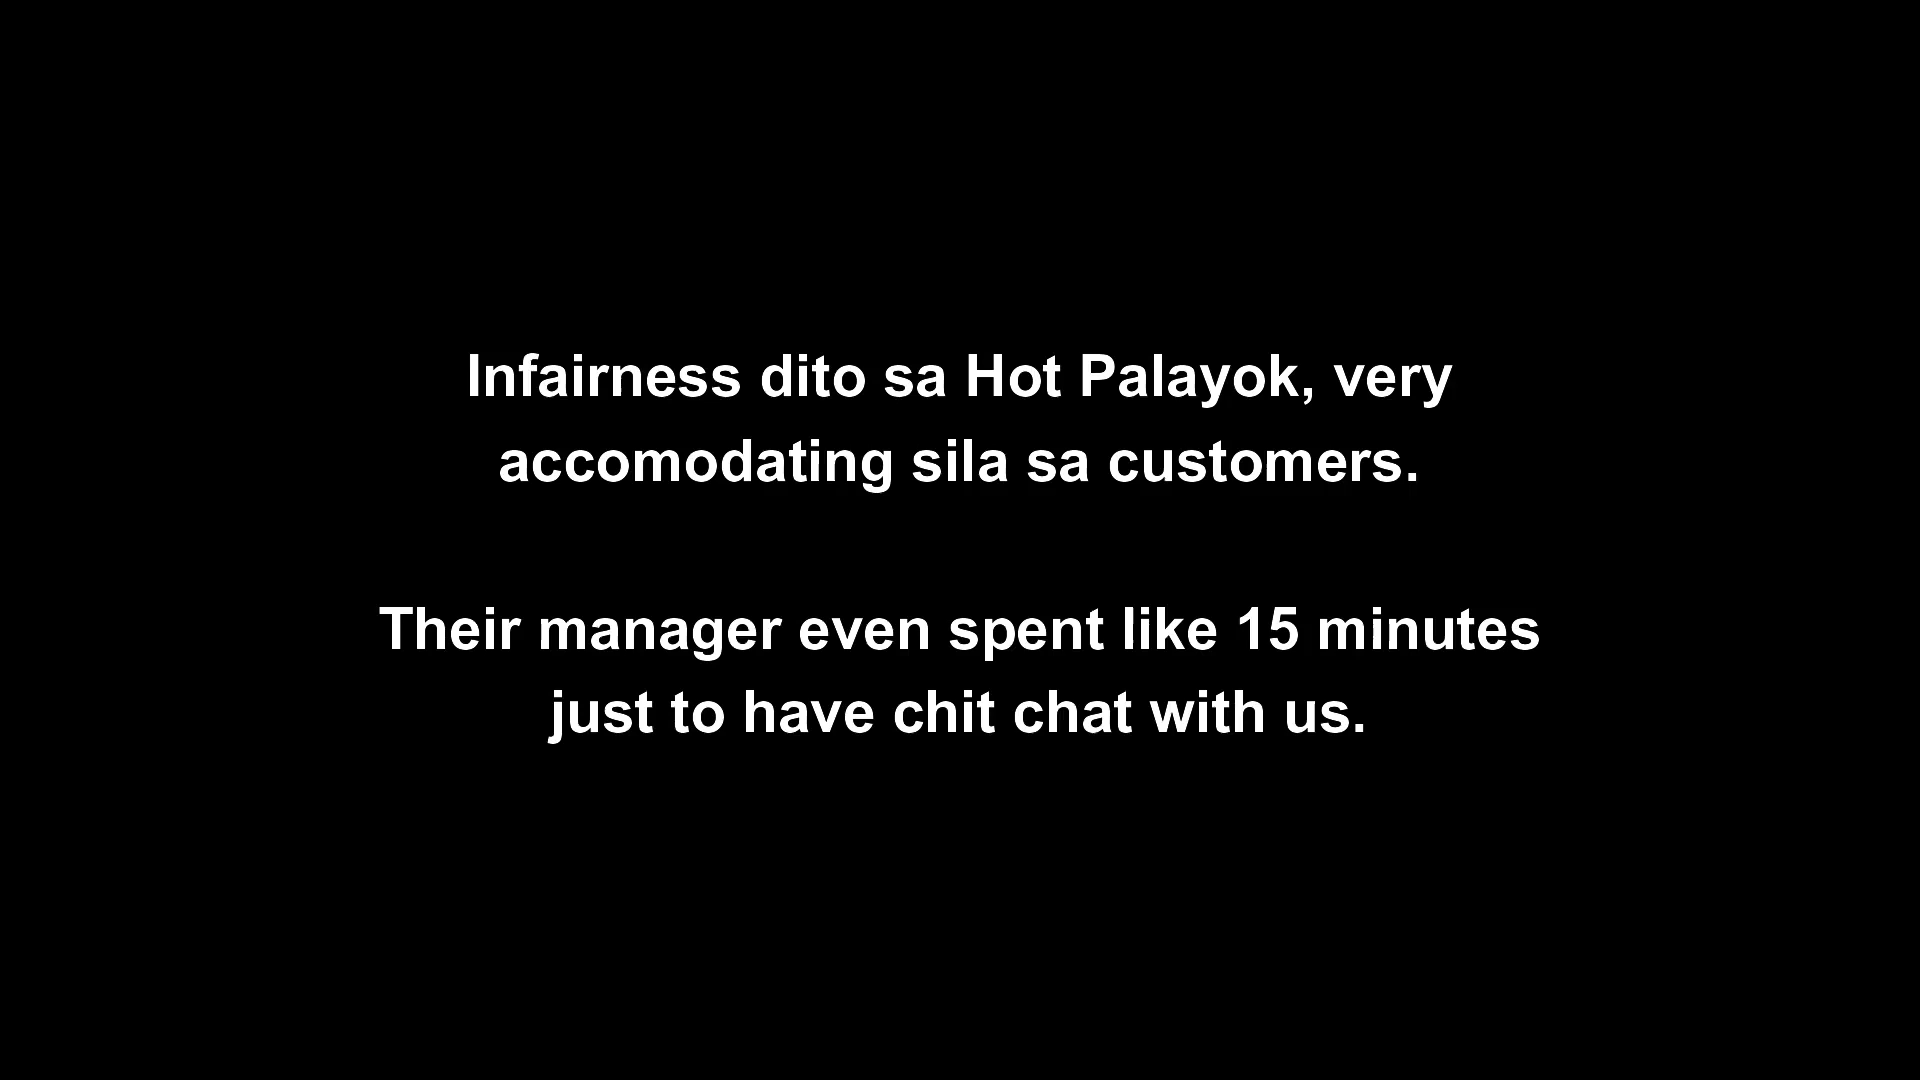 Infairness dito sa Hot Palayok, very
accomodating sila sa customers.
Their manager even spent like 15 minutes
just to have chit chat with us.